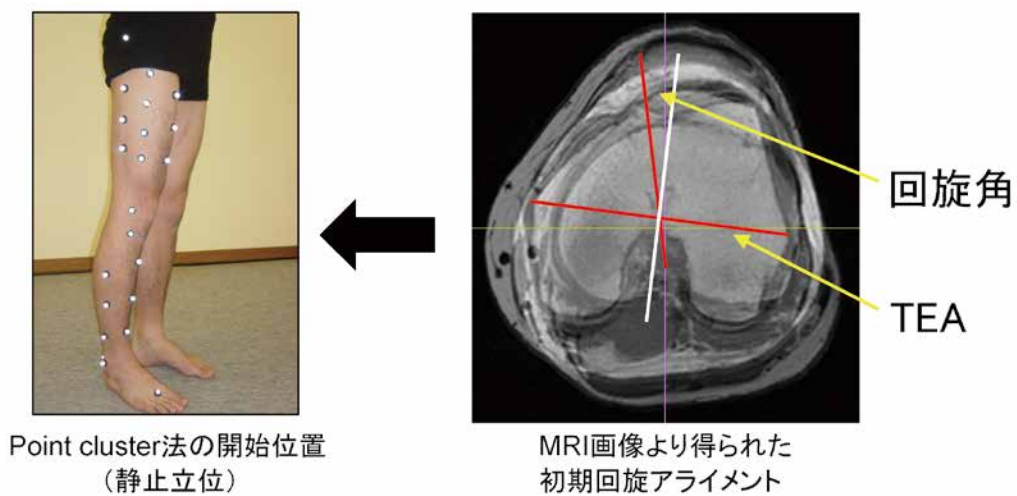 回旋角
TEA
Point cluster法の開始位置
(静止立位)
MRI画像より得られた
初期回旋アライメント